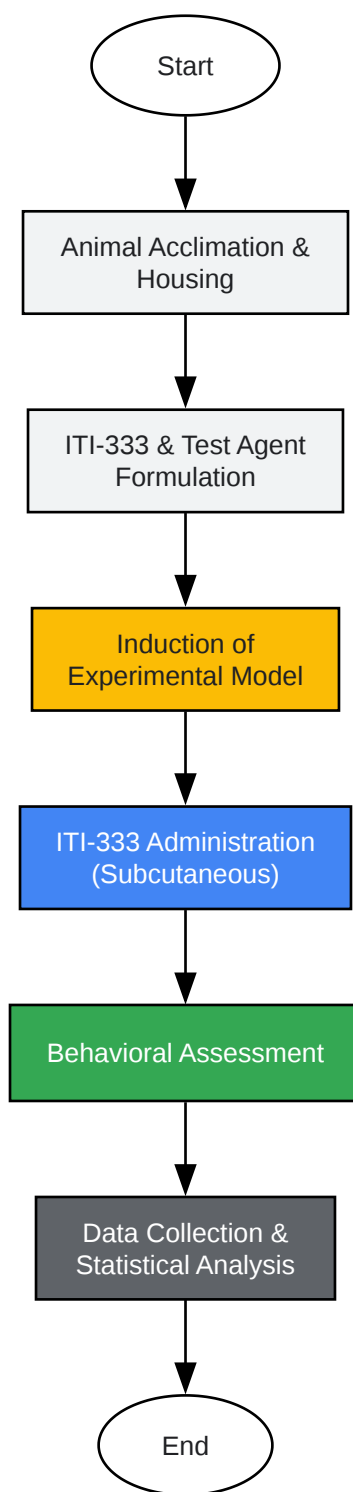 Start
Animal Acclimation &
Housing
ITI-333 & Test Agent
Formulation
Induction of
Experimental Model
ITI-333 Administration
(Subcutaneous)
Behavioral Assessment
Data Collection &
Statistical Analysis
End